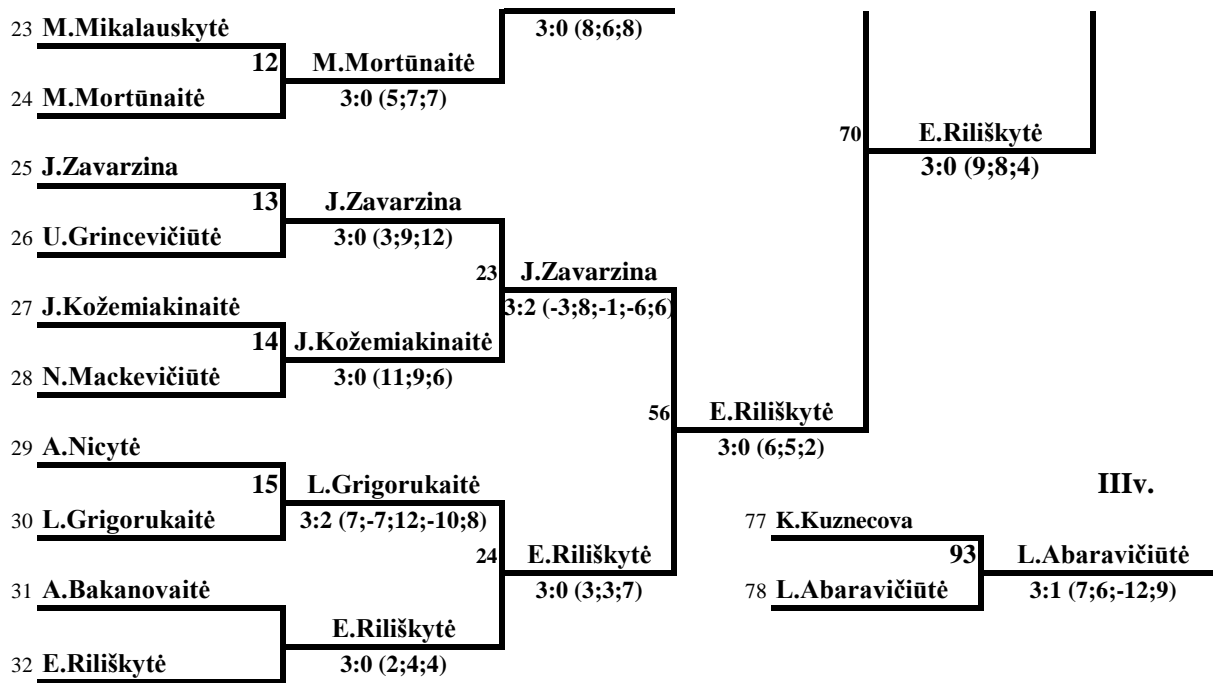 23 M.Mikalauskytė
12
24 M.Mortūnaitė
M.Mortūnaitė
3:0 (5;7;7)
3:0 (8;6;8)
25 J.Zavarzina
13
26 U.Grincevičiūtė
J.Zavarzina
3:0 (3;9;12)
27 J.Kožemiakinaitė
14
28 N.Mackevičiūtė
J.Kožemiakinaitė
3:0 (11;9;6)
23
J.Zavarzina
3:2 (-3;8;-1;-6;6)
29 A.Nicytė
15
30 L.Grigorukaitė
L.Grigorukaitė
3:2 (7;-7;12;-10;8)
31 A.Bakanovaitė
32 E.Riliškytė
E.Riliškytė
3:0 (2;4;4)
24
E.Riliškytė
3:0 (3;3;7)
56
E.Riliškytė
3:0 (6;5;2)
70
E.Riliškytė
3:0 (9;8;4)
IIIv.
77 K.Kuznecova
93
78 L.Abaravičiūtė
L.Abaravičiūtė
3:1 (7;6;-12;9)